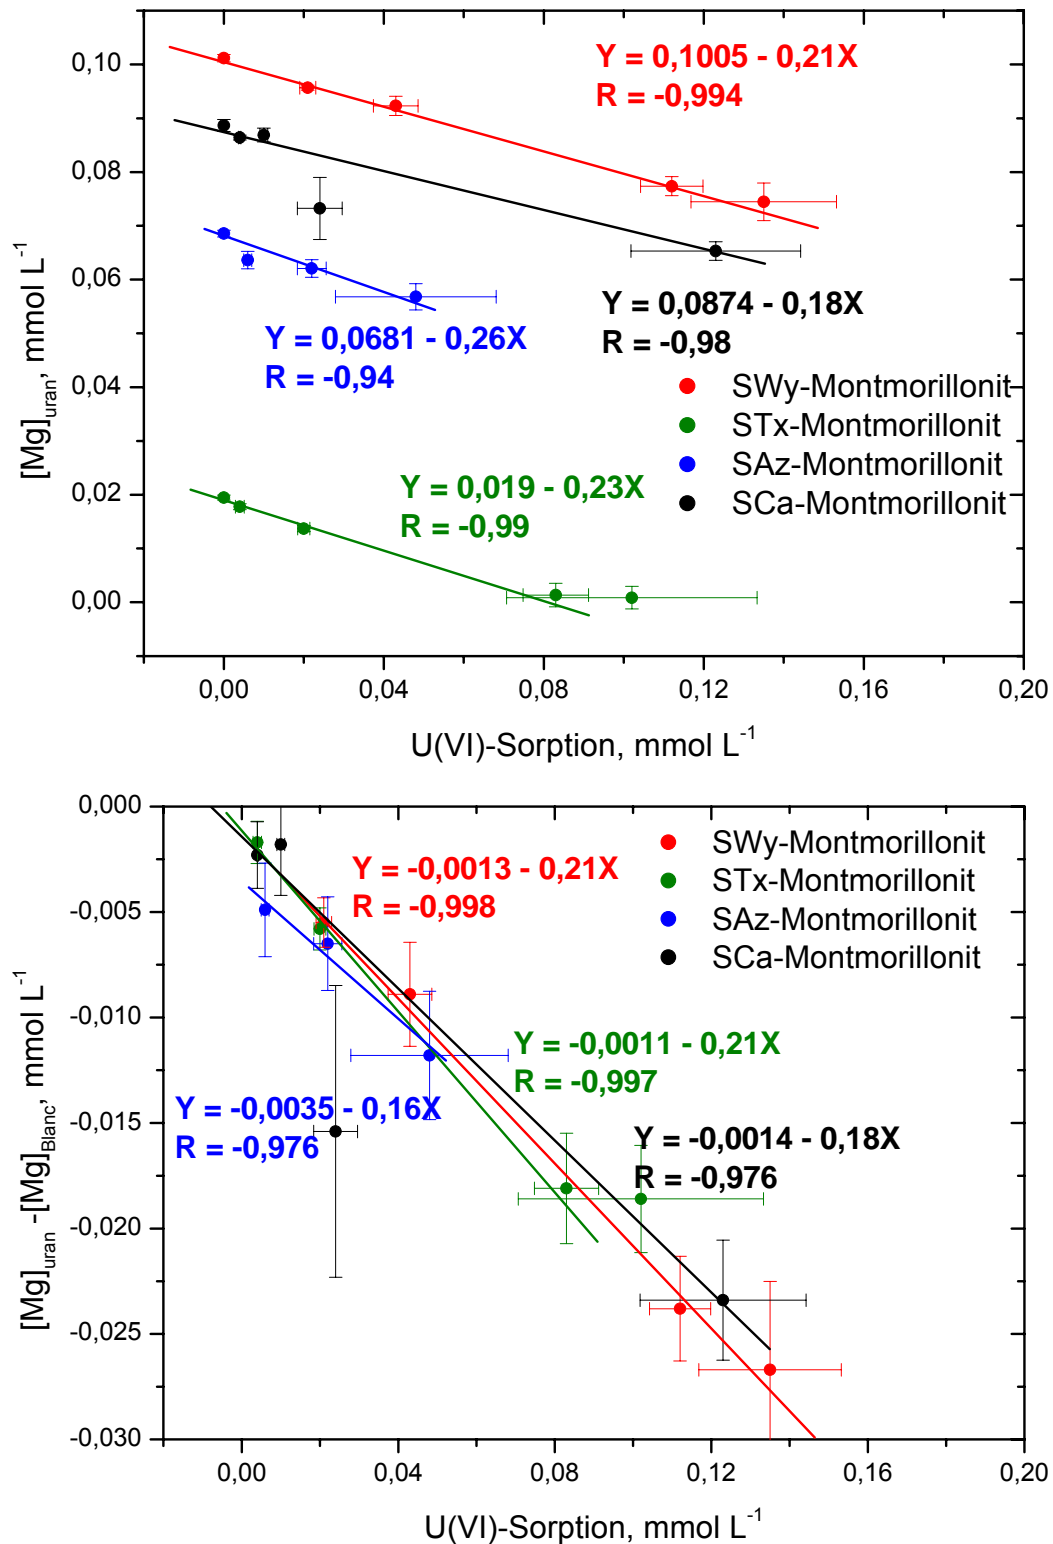 0,10
0,08
0,06
0,04
0,02
0,00
[Mg]uran, mmol L-1
Y = 0,1005 - 0,21X
R = -0,994
Y = 0,0874 - 0,18X
R = -0,98
Y = 0,0681 - 0,26X
R = -0,94
SWy-Montmorillonit
STx-Montmorillonit
SAz-Montmorillonit
SCa-Montmorillonit
Y = 0,019 - 0,23X
R = -0,99
0,00 0,04 0,08 0,12 0,16 0,20
U(VI)-Sorption, mmol L-1
0,000
-0,005
-0,010
-0,015
-0,020
-0,025
-0,030
[Mg]uran -[Mg]Blanc, mmol L-1
SWy-Montmorillonit
STx-Montmorillonit
SAz-Montmorillonit
SCa-Montmorillonit
Y = -0,0013 - 0,21X
R = -0,998
Y = -0,0011 - 0,21X
R = -0,997
Y = -0,0035 - 0,16X
R = -0,976
Y = -0,0014 - 0,18X
R = -0,976
0,00 0,04 0,08 0,12 0,16 0,20
U(VI)-Sorption, mmol L-1